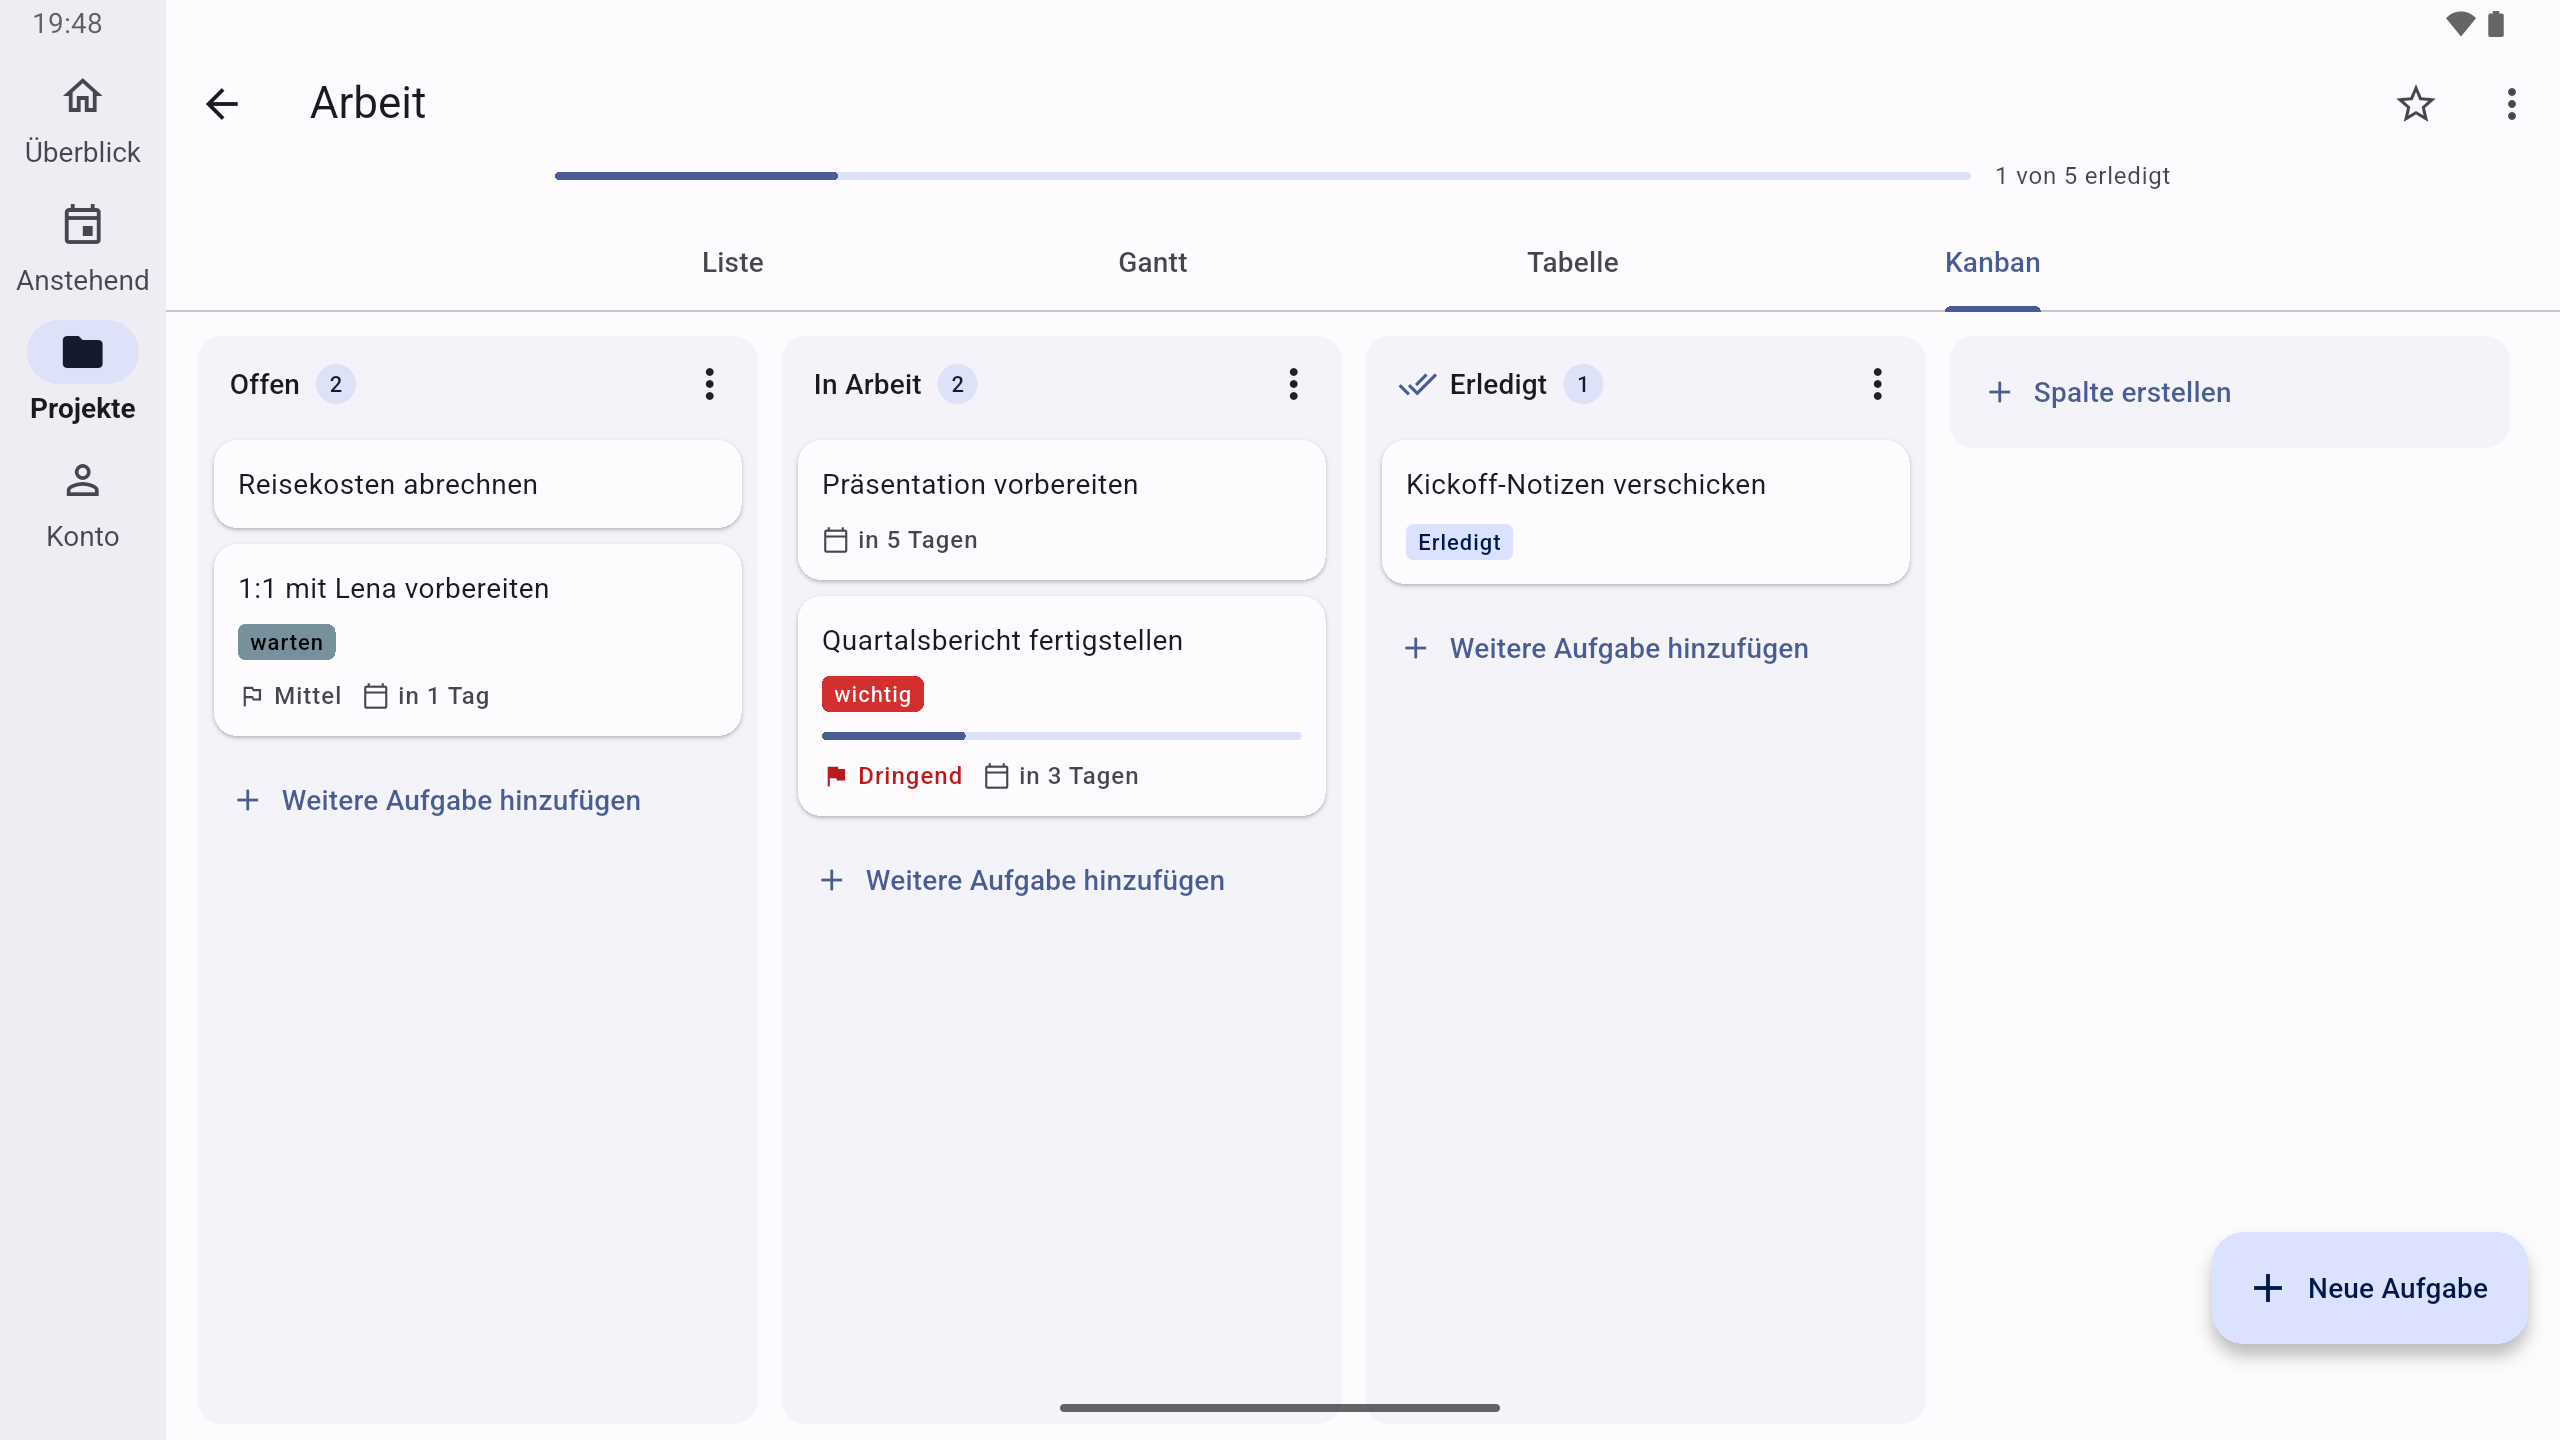 19:48
Überblick
Anstehend
Projekte
Konto
Arbeit
1 von 5 erledigt
Liste
Gantt
Tabelle
Kanban
Offen 2
Reisekosten abrechnen
1:1 mit Lena vorbereiten
warten
Mittel in 1 Tag
Weitere Aufgabe hinzufügen
In Arbeit 2
Präsentation vorbereiten
in 5 Tagen
Quartalsbericht fertigstellen
wichtig
Dringend in 3 Tagen
Weitere Aufgabe hinzufügen
Erledigt 1
Kickoff-Notizen verschicken
Erledigt
Weitere Aufgabe hinzufügen
Spalte erstellen
Neue Aufgabe